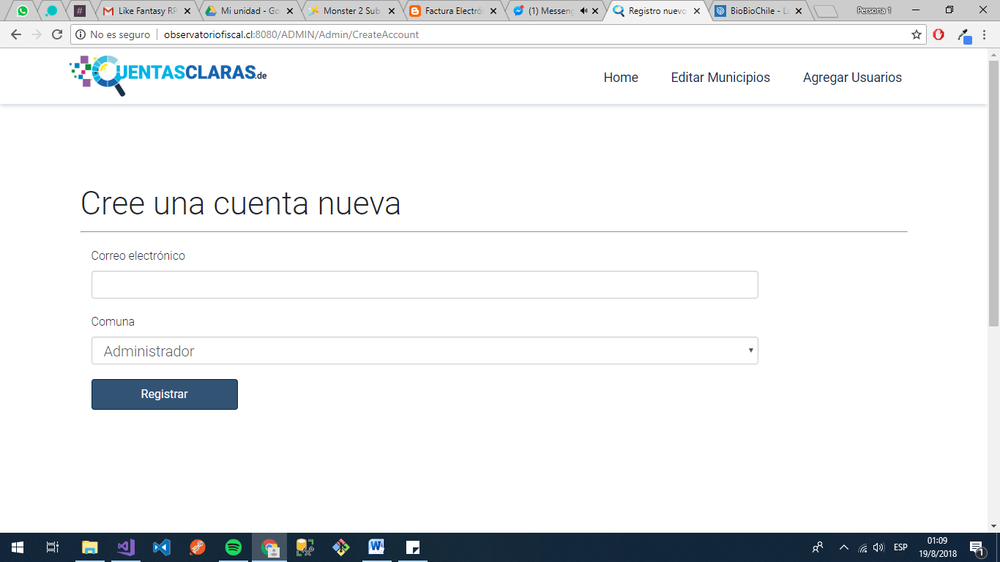 Like Fantasy RP
Mi unidad - Go
Monster 2 Sub
Factura Electró
(1) Messeng
Registro nuevo
BioBioChile - L
Persona 1
No es seguro
observatoriofiscal.cl:8080/ADMIN/Admin/CreateAccount
CUENTASCLARAS.de
Home
Editar Municipios
Agregar Usuarios
Cree una cuenta nueva
Correo electrónico
Comuna
Administrador
Registrar
ESP
01:09
19/8/2018
1